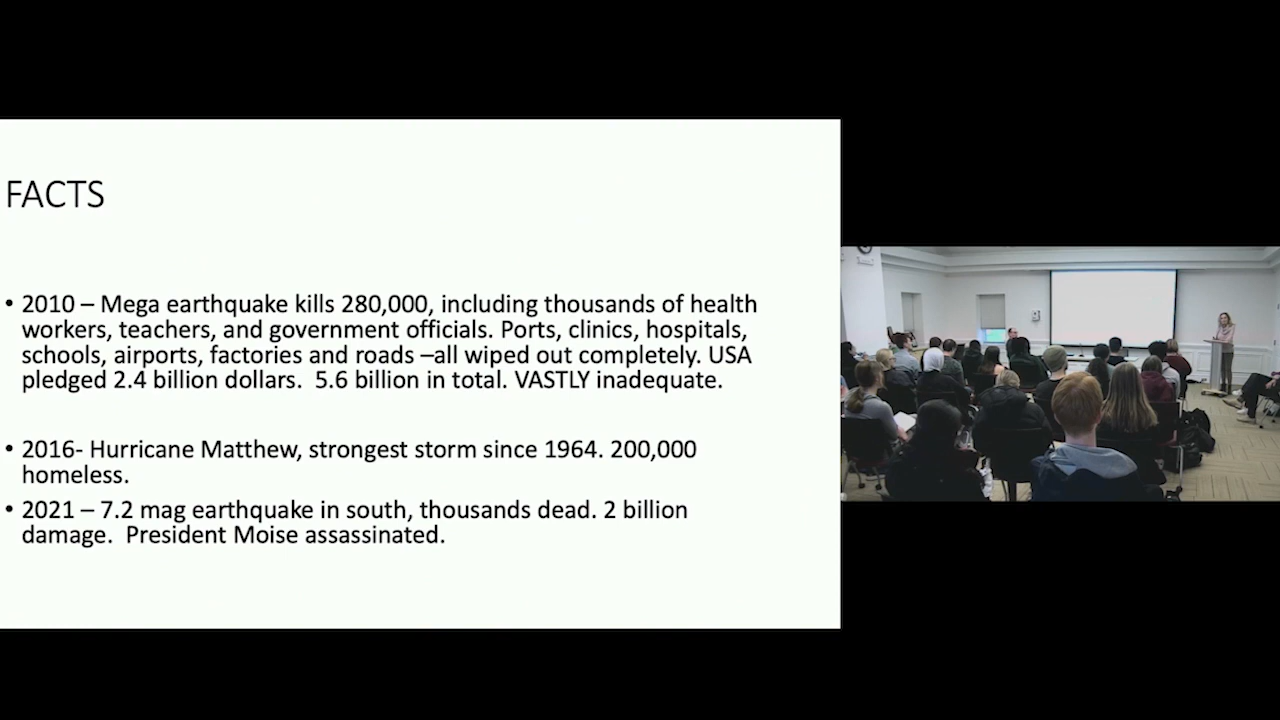 FACTS
• 2010 – Mega earthquake kills 280,000, including thousands of health
workers, teachers, and government officials. Ports, clinics, hospitals,
schools, airports, factories and roads –all wiped out completely. USA
pledged 2.4 billion dollars.  5.6 billion in total. VASTLY inadequate.
• 2016- Hurricane Matthew, strongest storm since 1964. 200,000
homeless.
• 2021 – 7.2 mag earthquake in south, thousands dead. 2 billion
damage.  President Moise assassinated.